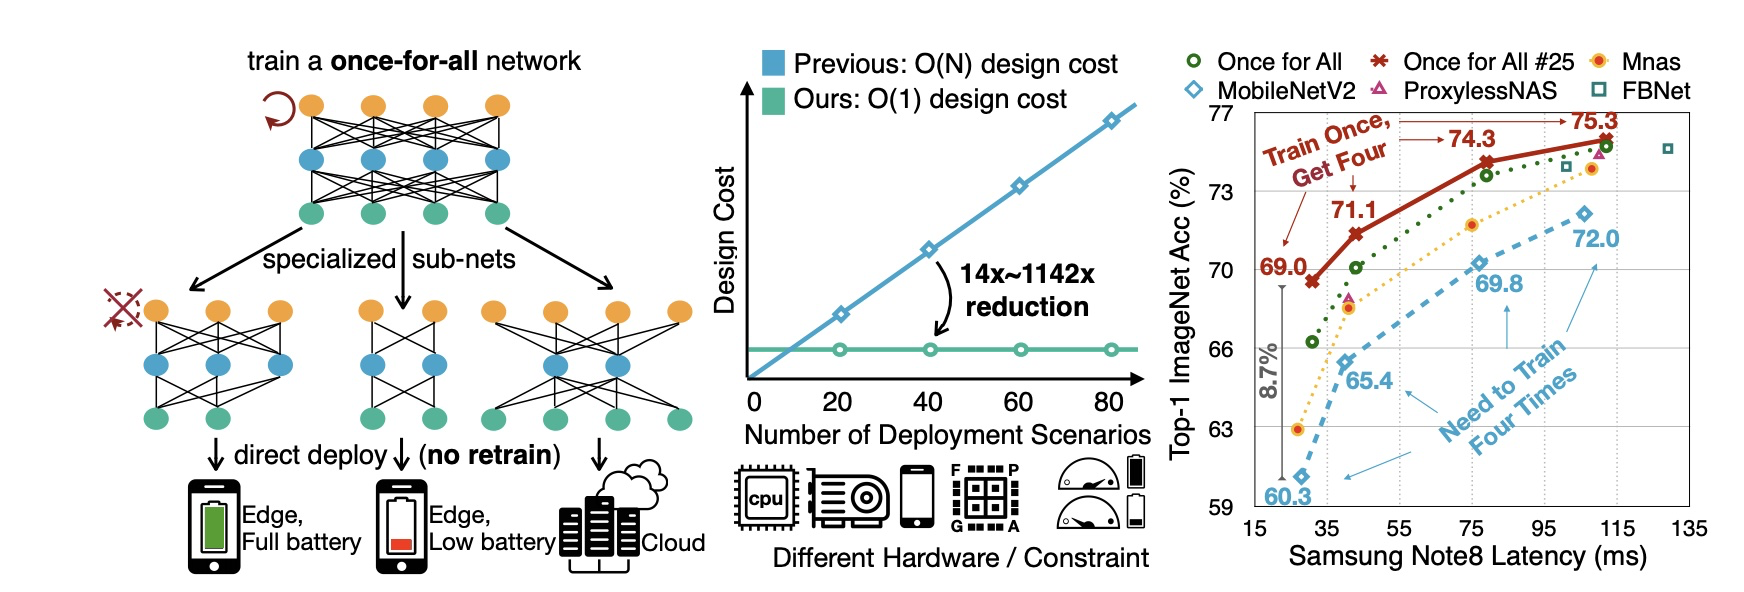 train a once-for-all network
specialized sub-nets
direct deploy (no retrain)
Edge,
Full battery
Edge,
Low battery
Cloud
Previous: O(N) design cost
Ours: O(1) design cost
Design Cost
14x~1142x
reduction
0 20 40 60 80
Number of Deployment Scenarios
cpu
F P
G A
Different Hardware / Constraint
Once for All Once for All #25 Mnas
MobileNetV2 ProxylessNAS FBNet
Top-1 ImageNet Acc (%)
77
73
70
66
63
59
Train Once,
Get Four
75.3
74.3
71.1
69.0
72.0
69.8
65.4
60.3
8.7%
Need to Train
Four Times
15 35 55 75 95 115 135
Samsung Note8 Latency (ms)